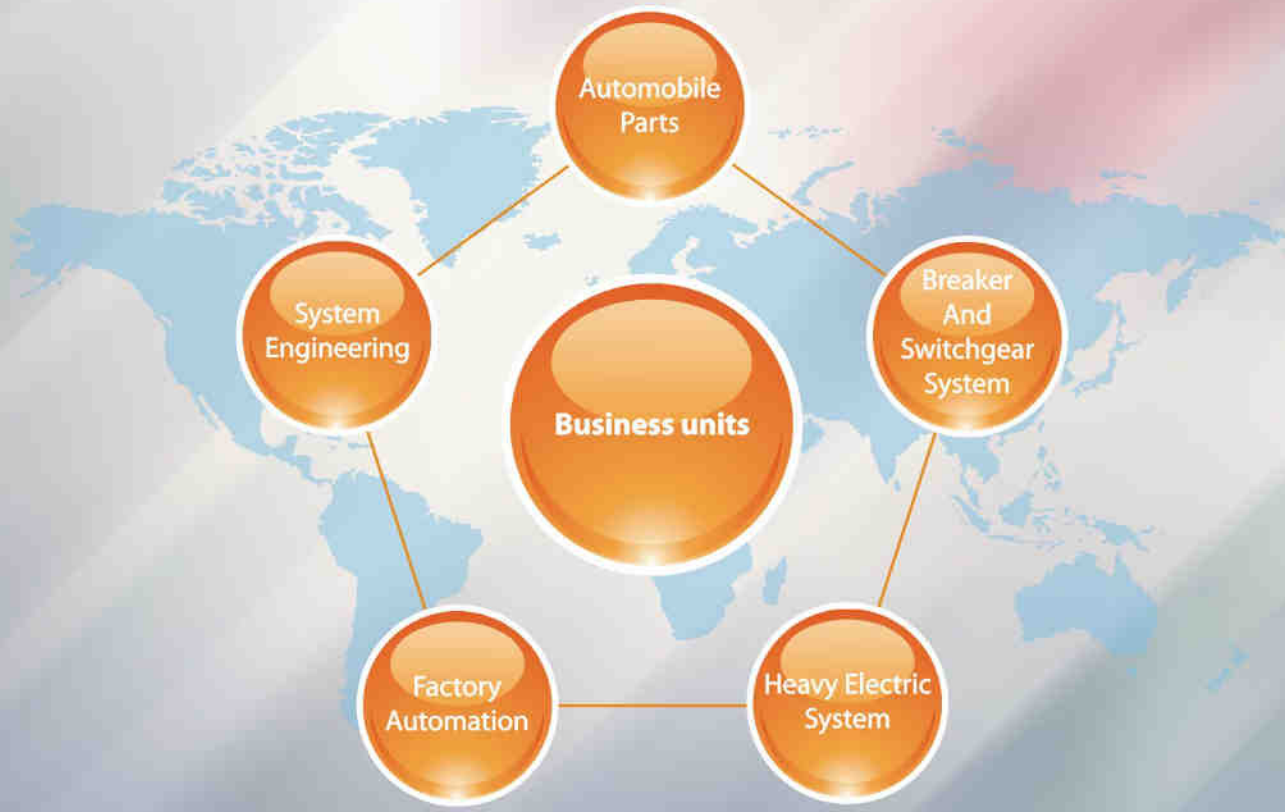 Automobile
Parts
System
Engineering
Breaker
And
Switchgear
System
Business units
Factory
Automation
Heavy Electric
System